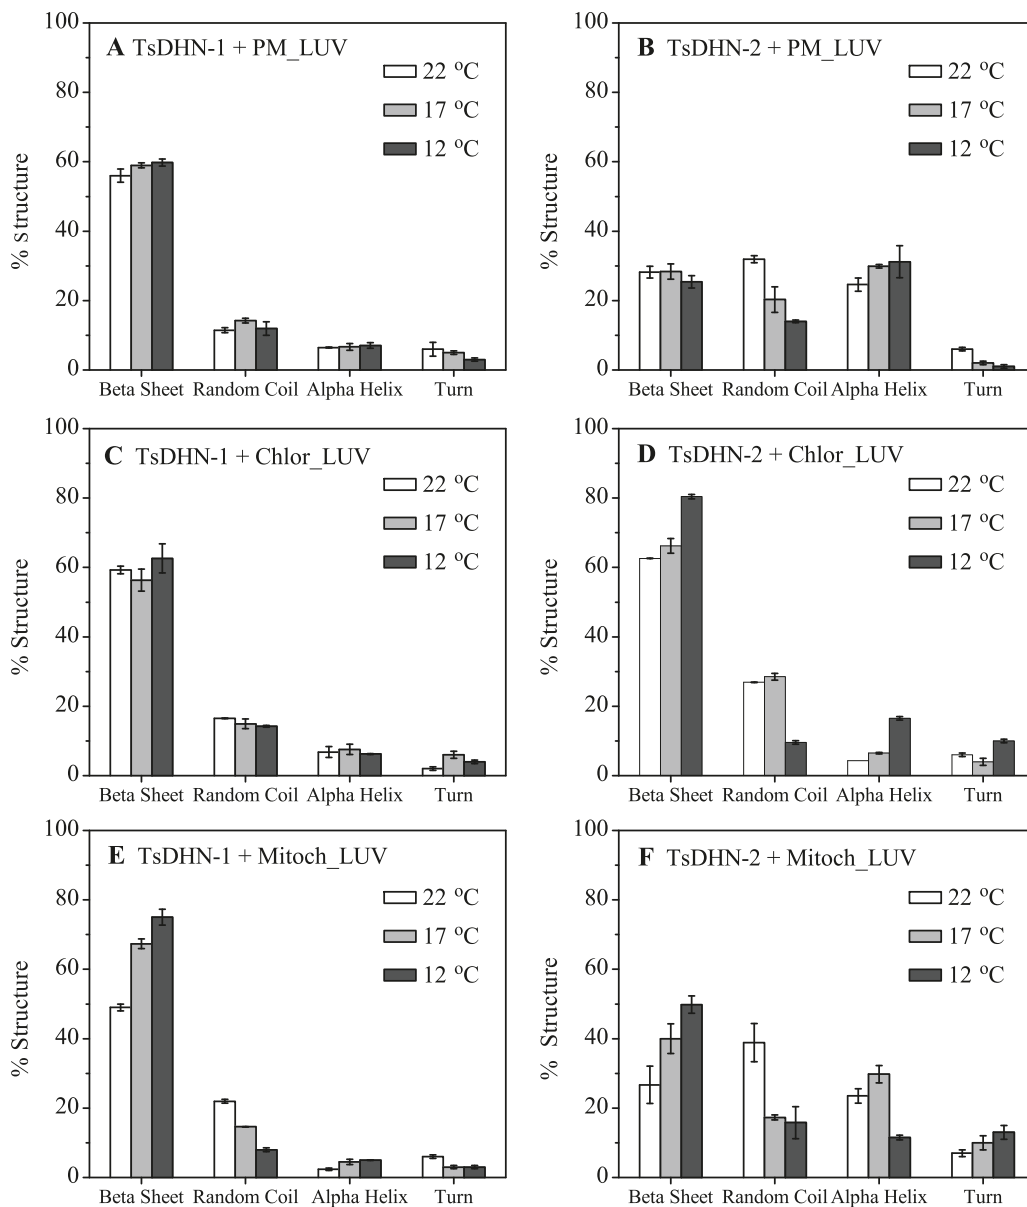 A TsDHN-1 + PM_LUV
22 °C
17 °C
12 °C
% structure
100
80
60
40
20
0
Beta Sheet Random Coil Alpha Helix Turn
B TsDHN-2 + PM_LUV
22 °C
17 °C
12 °C
% Structure
100
80
60
40
20
0
Beta Sheet Random Coil Alpha Helix Turn
C TsDHN-1 + Chlor_LUV
22 °C
17 °C
12 °C
% Structure
100
80
60
40
20
0
Beta Sheet Random Coil Alpha Helix Turn
D TsDHN-2 + Chlor_LUV
22 °C
17 °C
12 °C
% Structure
100
80
60
40
20
0
Beta Sheet Random Coil Alpha Helix Turn
E TsDHN-1 + Mitoch_LUV
22 °C
17 °C
12 °C
% Structure
100
80
60
40
20
0
Beta Sheet Random Coil Alpha Helix Turn
F TsDHN-2 + Mitoch_LUV
22 °C
17 °C
12 °C
% Structure
100
80
60
40
20
0
Beta Sheet Random Coil Alpha Helix Turn